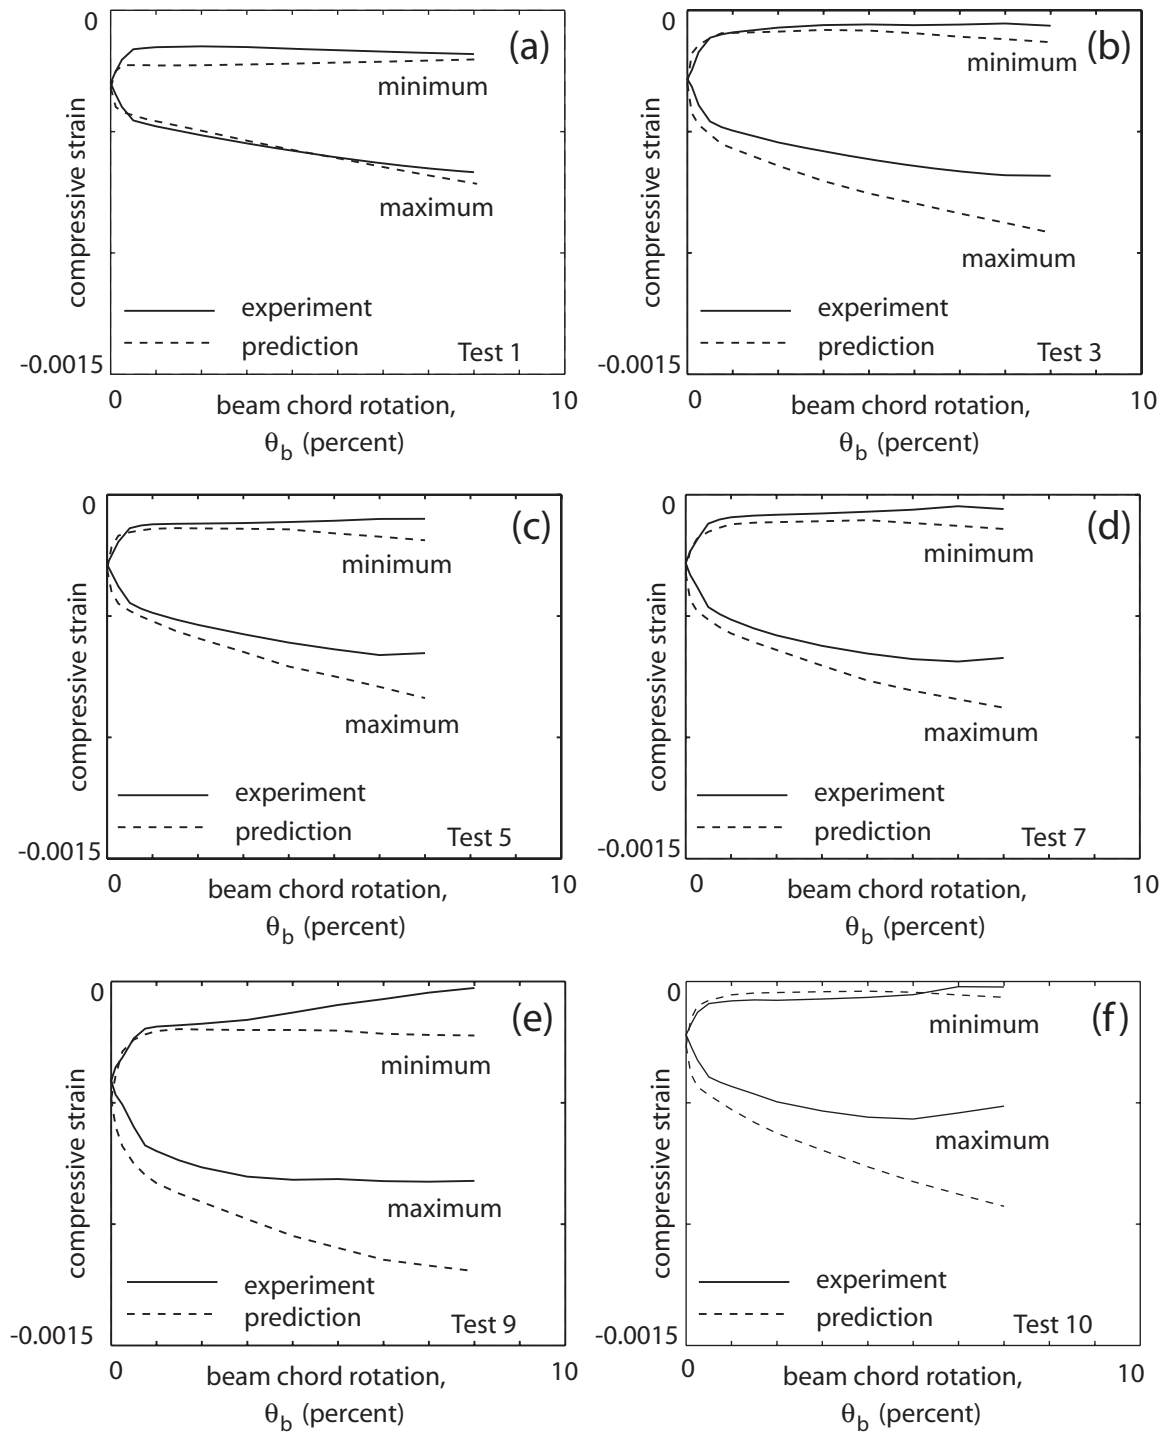 0
(a)
compressive strain
minimum
maximum
experiment
prediction
Test 1
-0.0015
0
10
beam chord rotation,
θb (percent)
0
(b)
compressive strain
minimum
maximum
experiment
prediction
Test 3
-0.0015
0
10
beam chord rotation,
θb (percent)
0
(c)
compressive strain
minimum
maximum
experiment
prediction
Test 5
-0.0015
0
10
beam chord rotation,
θb (percent)
0
(d)
compressive strain
minimum
maximum
experiment
prediction
Test 7
-0.0015
0
10
beam chord rotation,
θb (percent)
0
(e)
compressive strain
minimum
maximum
experiment
prediction
Test 9
-0.0015
0
10
beam chord rotation,
θb (percent)
0
(f)
compressive strain
minimum
maximum
experiment
prediction
Test 10
-0.0015
0
10
beam chord rotation,
θb (percent)